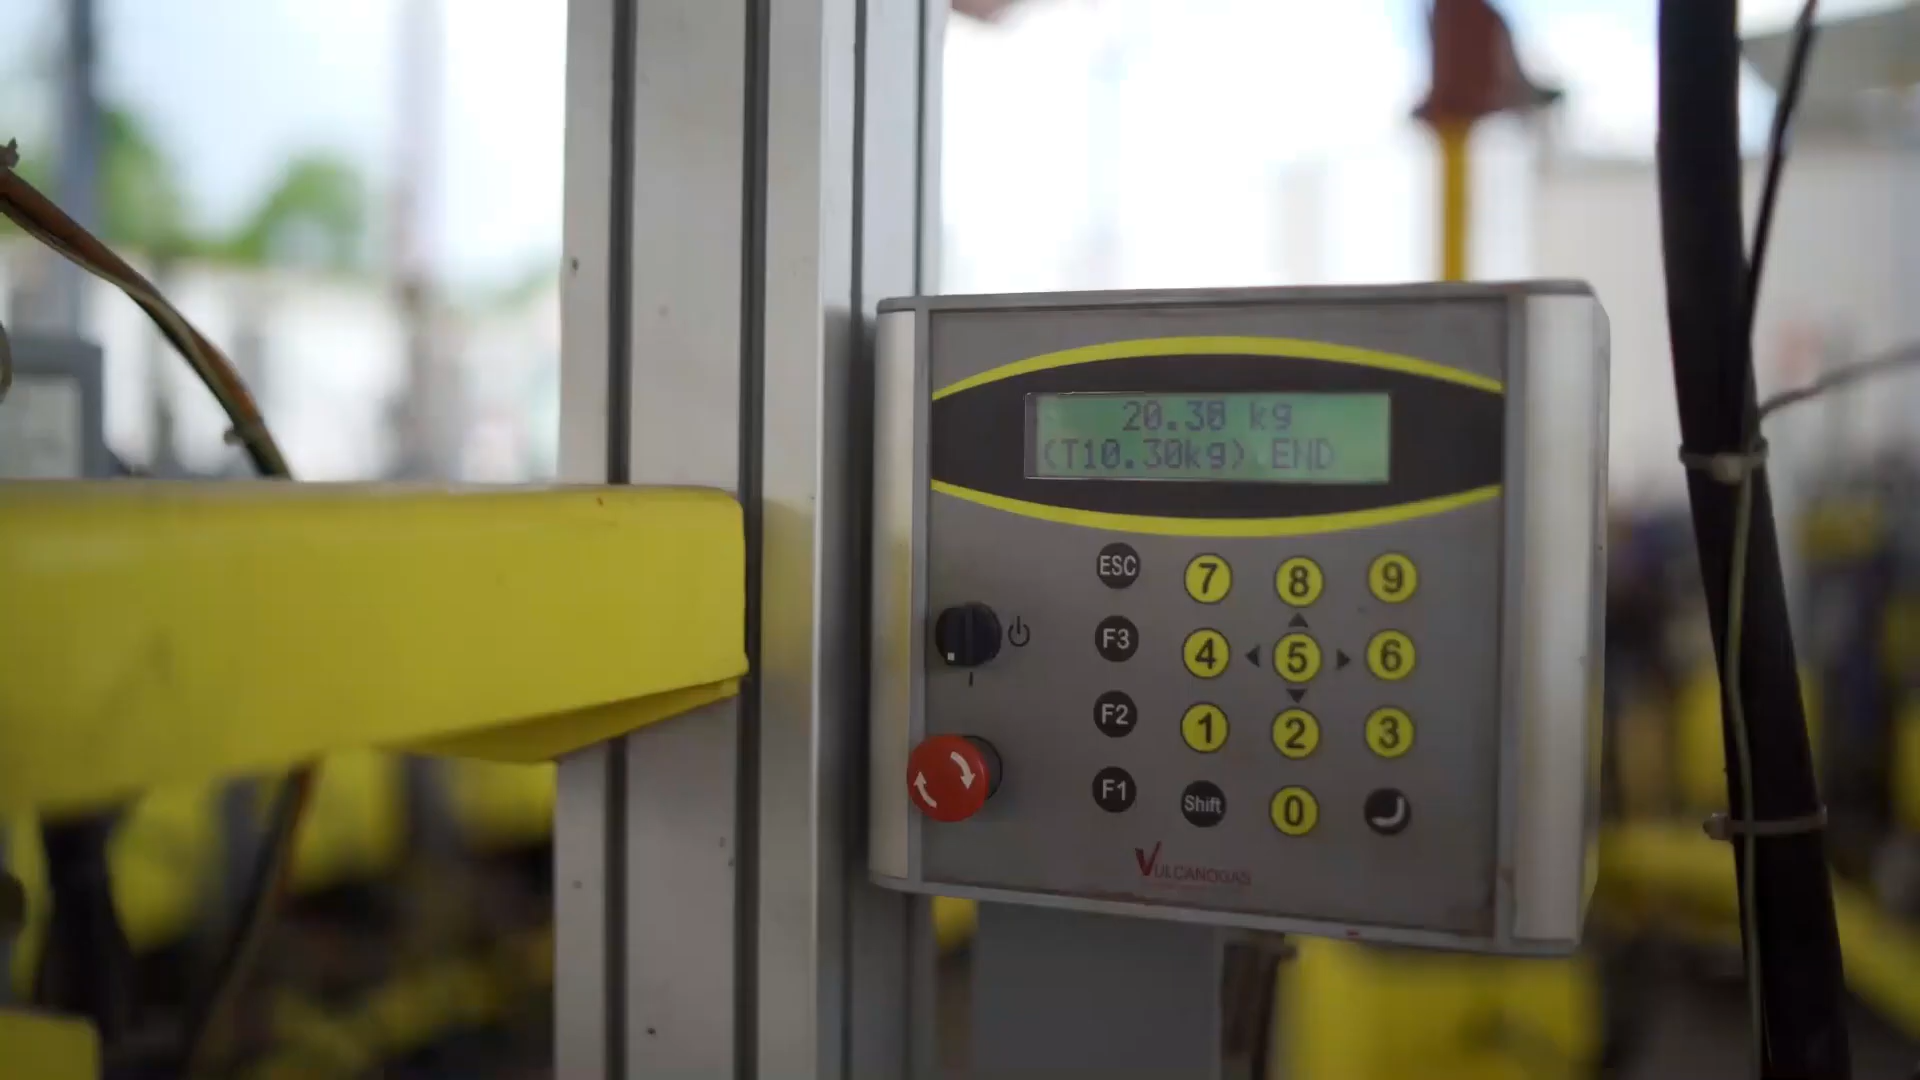 20.30 kg
(T10.30kg) END
ESC 7 8 9
F3 4 5 6
F2 1 2 3
F1 Shift 0
VULCANOGAS